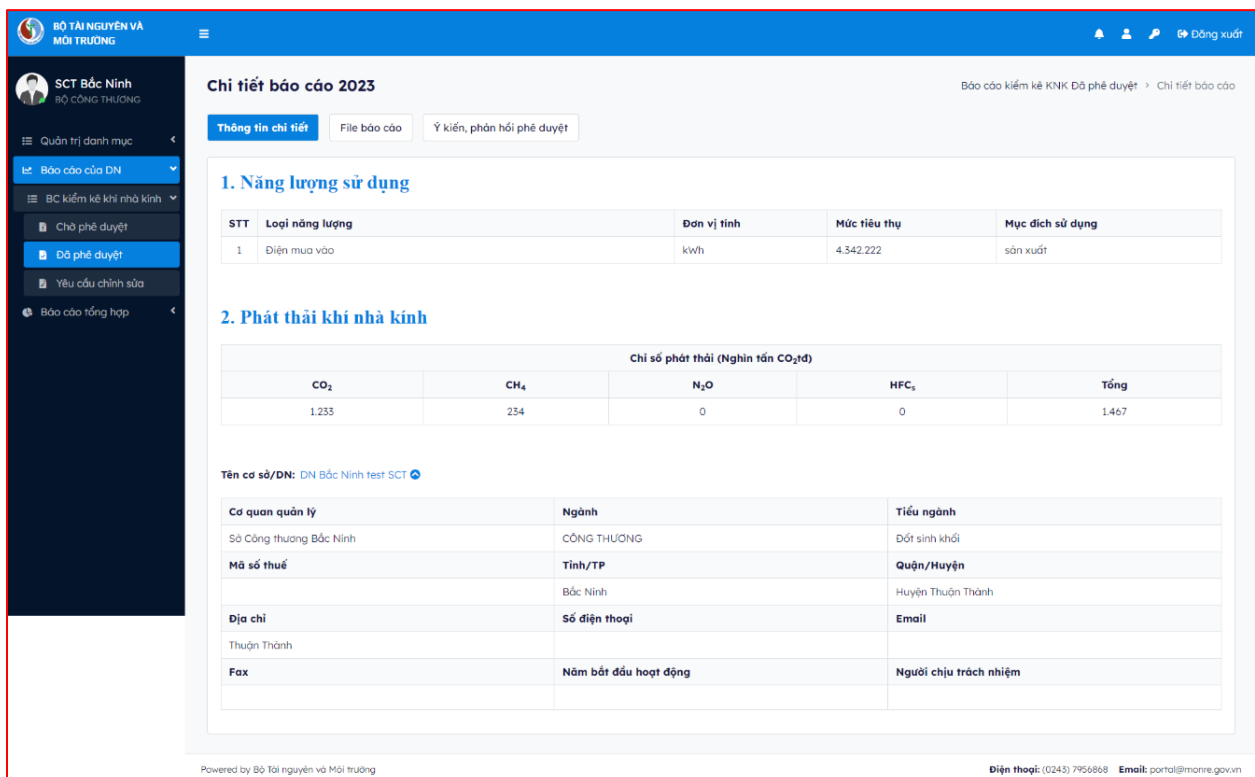 BỘ TÀI NGUYÊN VÀ
MÔI TRƯỜNG
Đăng xuất
SCT Bắc Ninh
BỘ CÔNG THƯƠNG
Quản trị danh mục
Báo cáo của DN
BC kiểm kê khí nhà kính
Chờ phê duyệt
Đã phê duyệt
Yêu cầu chỉnh sửa
Báo cáo tổng hợp
Chi tiết báo cáo 2023
Báo cáo kiểm kê KNK Đã phê duyệt > Chi tiết báo cáo
Thông tin chi tiết File báo cáo Ý kiến, phản hồi phê duyệt
1. Năng lượng sử dụng
STT Loại năng lượng Đơn vị tính Mức tiêu thụ Mục đích sử dụng
1 Điện mua vào kWh 4.342.222 sản xuất
2. Phát thải khí nhà kính
Chỉ số phát thải (Nghìn tấn CO₂tđ)
CO₂ CH₄ N₂O HFCₛ Tổng
1.233 234 0 0 1.467
Tên cơ sở/DN: DN Bắc Ninh test SCT
Cơ quan quản lý Ngành Tiểu ngành
Sở Công thương Bắc Ninh CÔNG THƯƠNG Đốt sinh khối
Mã số thuế Tỉnh/TP Quận/Huyện
Bắc Ninh Huyện Thuận Thành
Địa chỉ Số điện thoại Email
Thuận Thành
Fax Năm bắt đầu hoạt động Người chịu trách nhiệm
Powered by Bộ Tài nguyên và Môi trường
Điện thoại: (0243) 7956868 Email: portal@monre.gov.vn